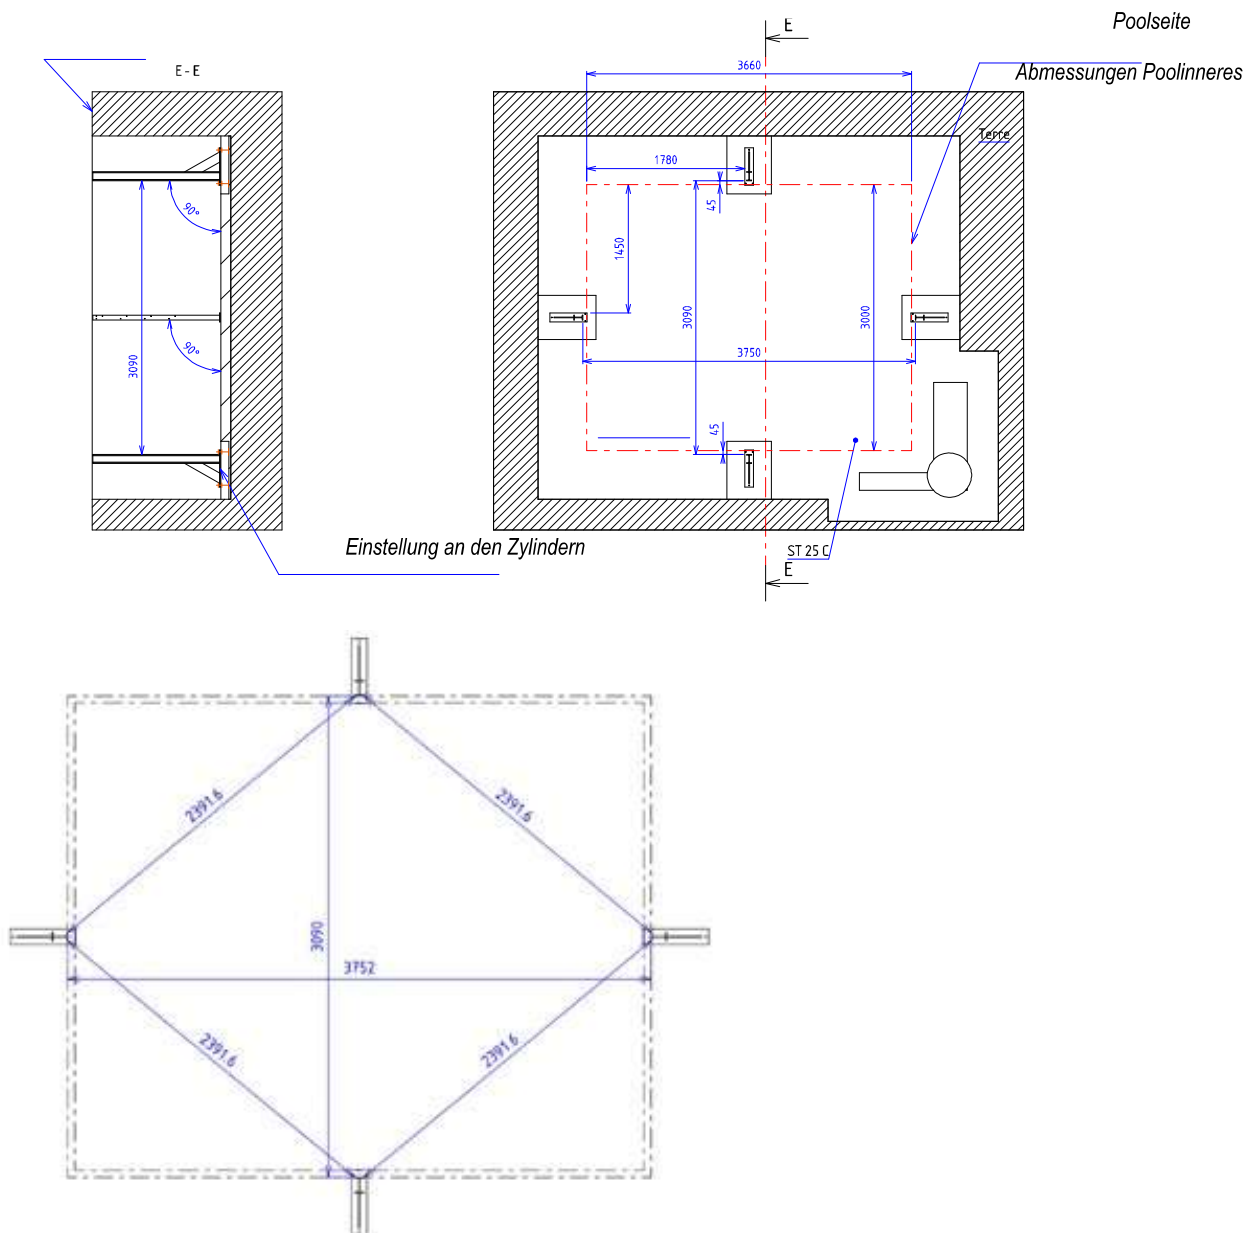 E
Poolseite
E - E
3660
Abmessungen Poolinneres
Terre
1780
45
90°
1450
3090
3000
90°
3090
3750
45
Einstellung an den Zylindern
ST 25 C
E
2391.6
2391.6
3090
3752
2391.6
2391.6